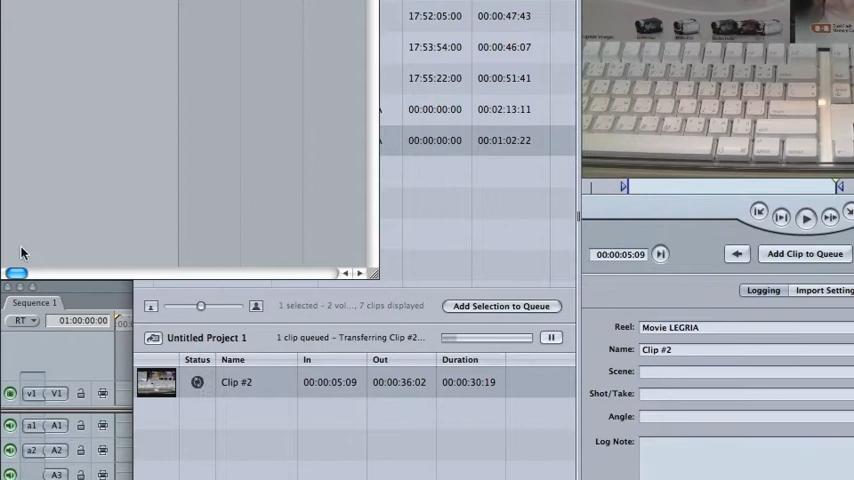 17:52:05:00 00:00:47:43
17:53:54:00 00:00:46:07
17:55:22:00 00:00:51:41
00:00:00:00 00:02:13:11
00:00:00:00 00:01:02:22
00:00:05:09
Add Clip to Queue
Logging Import Setting
Sequence 1
RT 01:00:00:00
1 selected - 2 vol..., 7 clips displayed
Add Selection to Queue
Untitled Project 1
1 clip queued - Transferring Clip #2...
Status Name In Out Duration
Clip #2 00:00:05:09 00:00:36:02 00:00:30:19
v1 V1
a1 A1
a2 A2
A3
Reel: Movie LEGRIA
Name: Clip #2
Scene:
Shot/Take:
Angle:
Log Note: